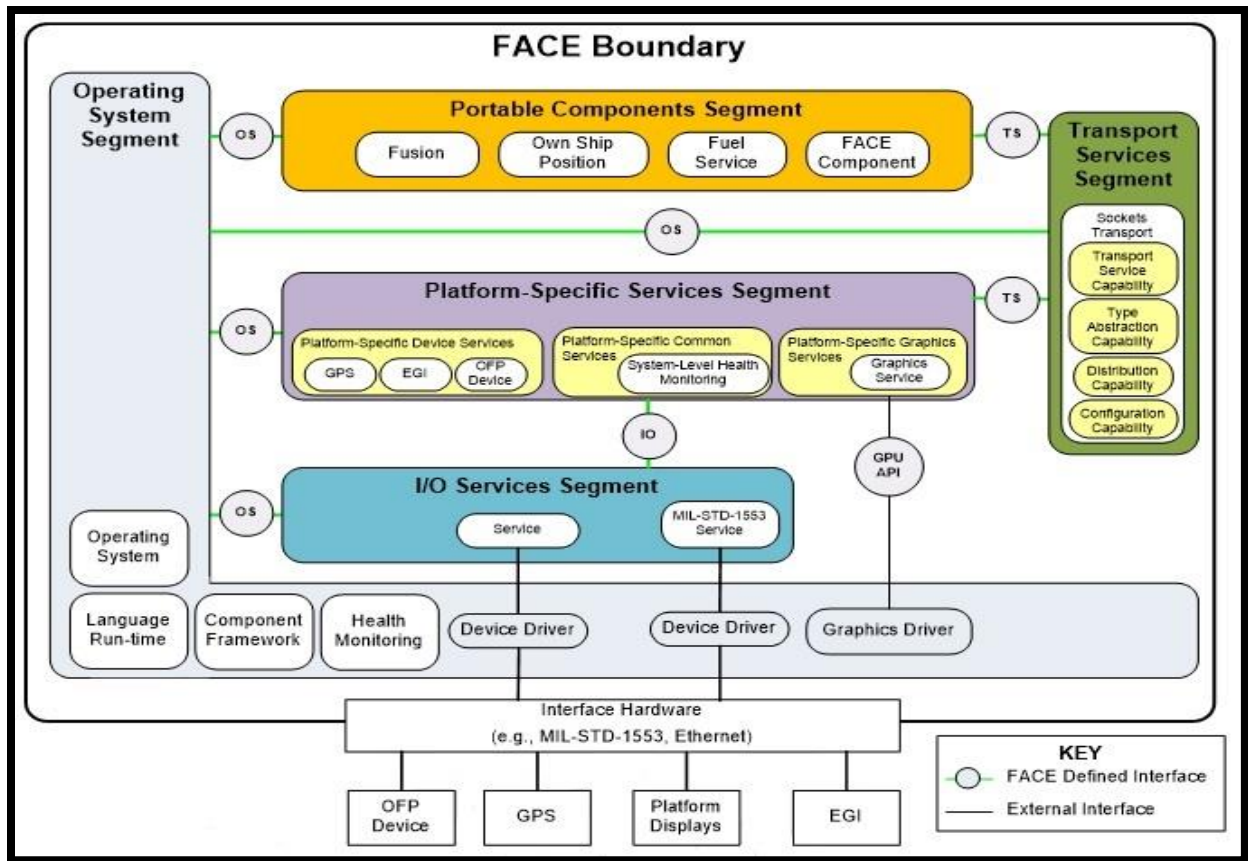 FACE Boundary
Operating
System
Segment
OS
Portable Components Segment
Fusion
Own Ship
Position
Fuel
Service
FACE
Component
TS
Transport
Services
Segment
Sockets
Transport
Transport
Service
Capability
Type
Abstraction
Capability
Distribution
Capability
Configuration
Capability
OS
OS
Platform-Specific Services Segment
TS
Platform-Specific Device Services
GPS
EGI
OFP
Device
Platform-Specific Common
Services
System-Level Health
Monitoring
Platform-Specific Graphics
Services
Graphics
Service
IO
GPU
API
OS
I/O Services Segment
Service
MIL-STD-1553
Service
Operating
System
Language
Run-time
Component
Framework
Health
Monitoring
Device Driver
Device Driver
Graphics Driver
Interface Hardware
(e.g., MIL-STD-1553, Ethernet)
OFP
Device
GPS
Platform
Displays
EGI
KEY
FACE Defined Interface
External Interface